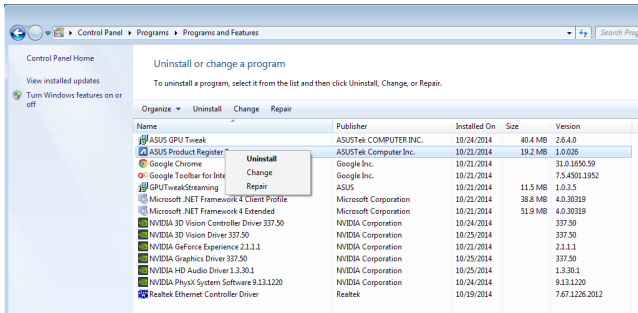 Control Panel Programs Programs and Features Search Prog
Control Panel Home
View installed updates
Turn Windows features on or
off
Uninstall or change a program
To uninstall a program, select it from the list and then click Uninstall, Change, or Repair.
Organize Uninstall Change Repair
Name Publisher Installed On Size Version
ASUS GPU Tweak ASUSTek COMPUTER INC. 10/24/2014 40.4 MB 2.6.4.0
ASUS Product Register ASUSTek Computer Inc. 10/21/2014 19.2 MB 1.0.026
Google Chrome Google Inc. 10/21/2014 31.0.1650.59
Google Toolbar for Inte Google Inc. 10/21/2014 7.5.4501.1952
GPUTweakStreaming ASUS 10/21/2014 11.5 MB 1.0.3.5
Microsoft .NET Framework 4 Client Profile Microsoft Corporation 10/21/2014 38.8 MB 4.0.30319
Microsoft .NET Framework 4 Extended Microsoft Corporation 10/21/2014 51.9 MB 4.0.30319
NVIDIA 3D Vision Controller Driver 337.50 NVIDIA Corporation 10/24/2014 337.50
NVIDIA 3D Vision Driver 337.50 NVIDIA Corporation 10/25/2014 337.50
NVIDIA GeForce Experience 2.1.1.1 NVIDIA Corporation 10/21/2014 2.1.1.1
NVIDIA Graphics Driver 337.50 NVIDIA Corporation 10/25/2014 337.50
NVIDIA HD Audio Driver 1.3.30.1 NVIDIA Corporation 10/25/2014 1.3.30.1
NVIDIA PhysX System Software 9.13.1220 NVIDIA Corporation 10/24/2014 9.13.1220
Realtek Ethernet Controller Driver Realtek 10/19/2014 7.67.1226.2012
Uninstall
Change
Repair